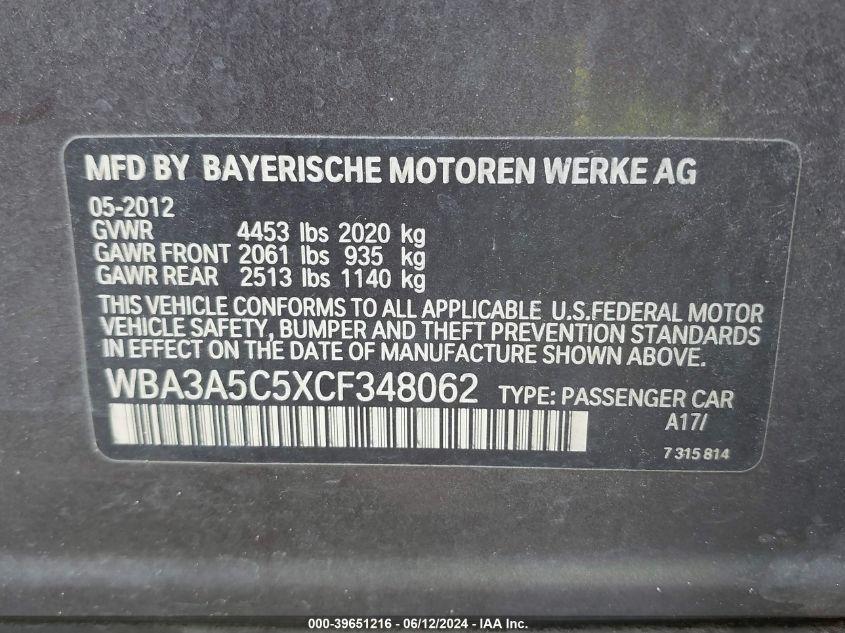 MFD BY BAYERISCHE MOTOREN WERKE AG
05-2012
GVWR 4453 lbs 2020 kg
GAWR FRONT 2061 lbs 935 kg
GAWR REAR 2513 lbs 1140 kg
THIS VEHICLE CONFORMS TO ALL APPLICABLE U.S.FEDERAL MOTOR
VEHICLE SAFETY, BUMPER AND THEFT PREVENTION STANDARDS
IN EFFECT ON THE DATE OF MANUFACTURE SHOWN ABOVE.
WBA3A5C5XCF348062 TYPE: PASSENGER CAR
A17/
7 315 814
000-39651216 - 06/12/2024 - IAA Inc.